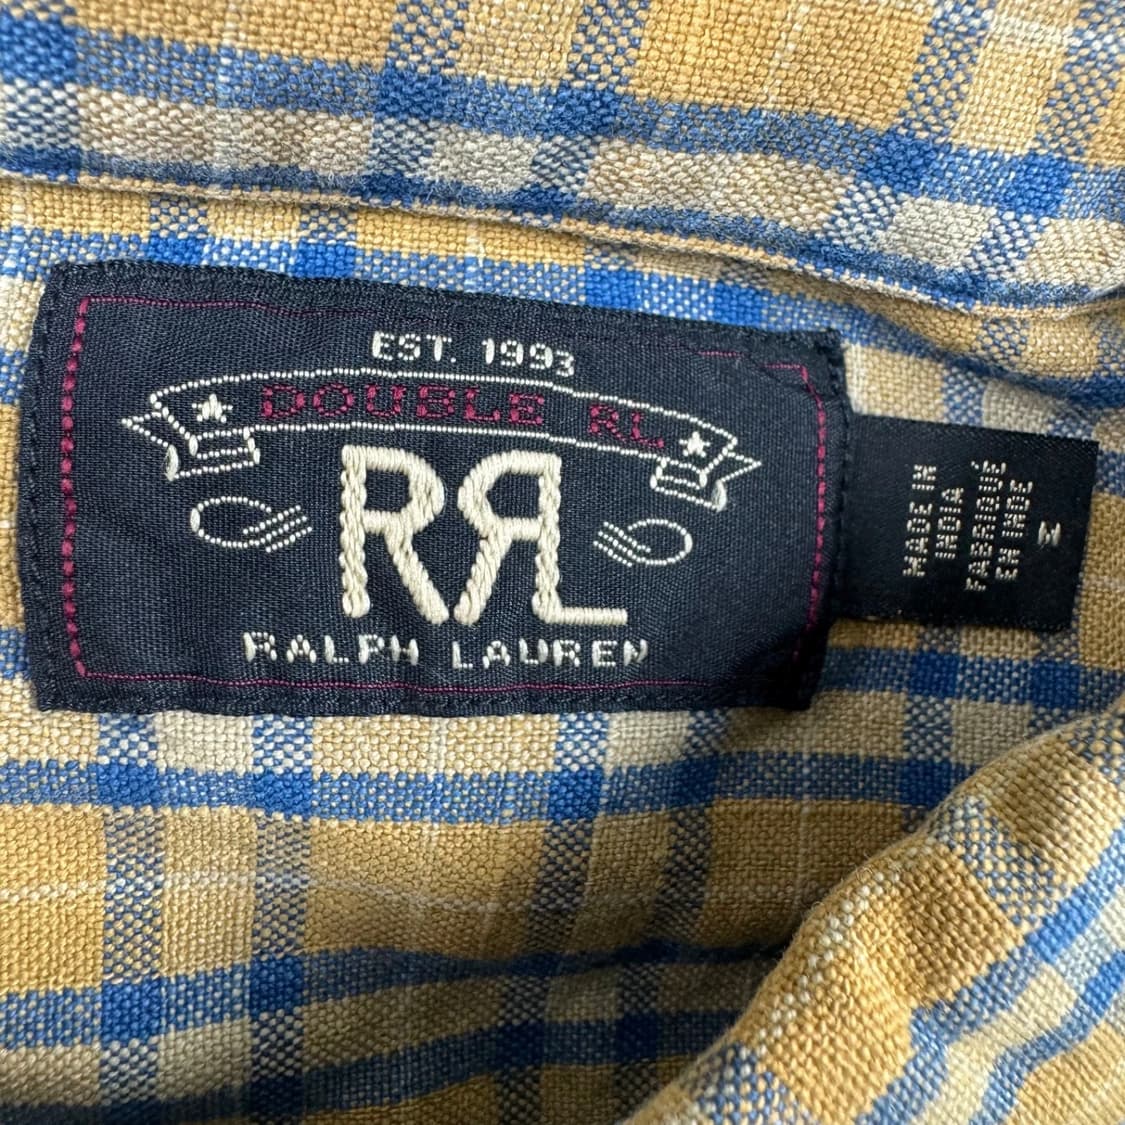 EST. 1993
DOUBLE RL
RRL
RALPH LAUREN
MADE IN
INDIA
FABRIQUÉ
EN INDE
M